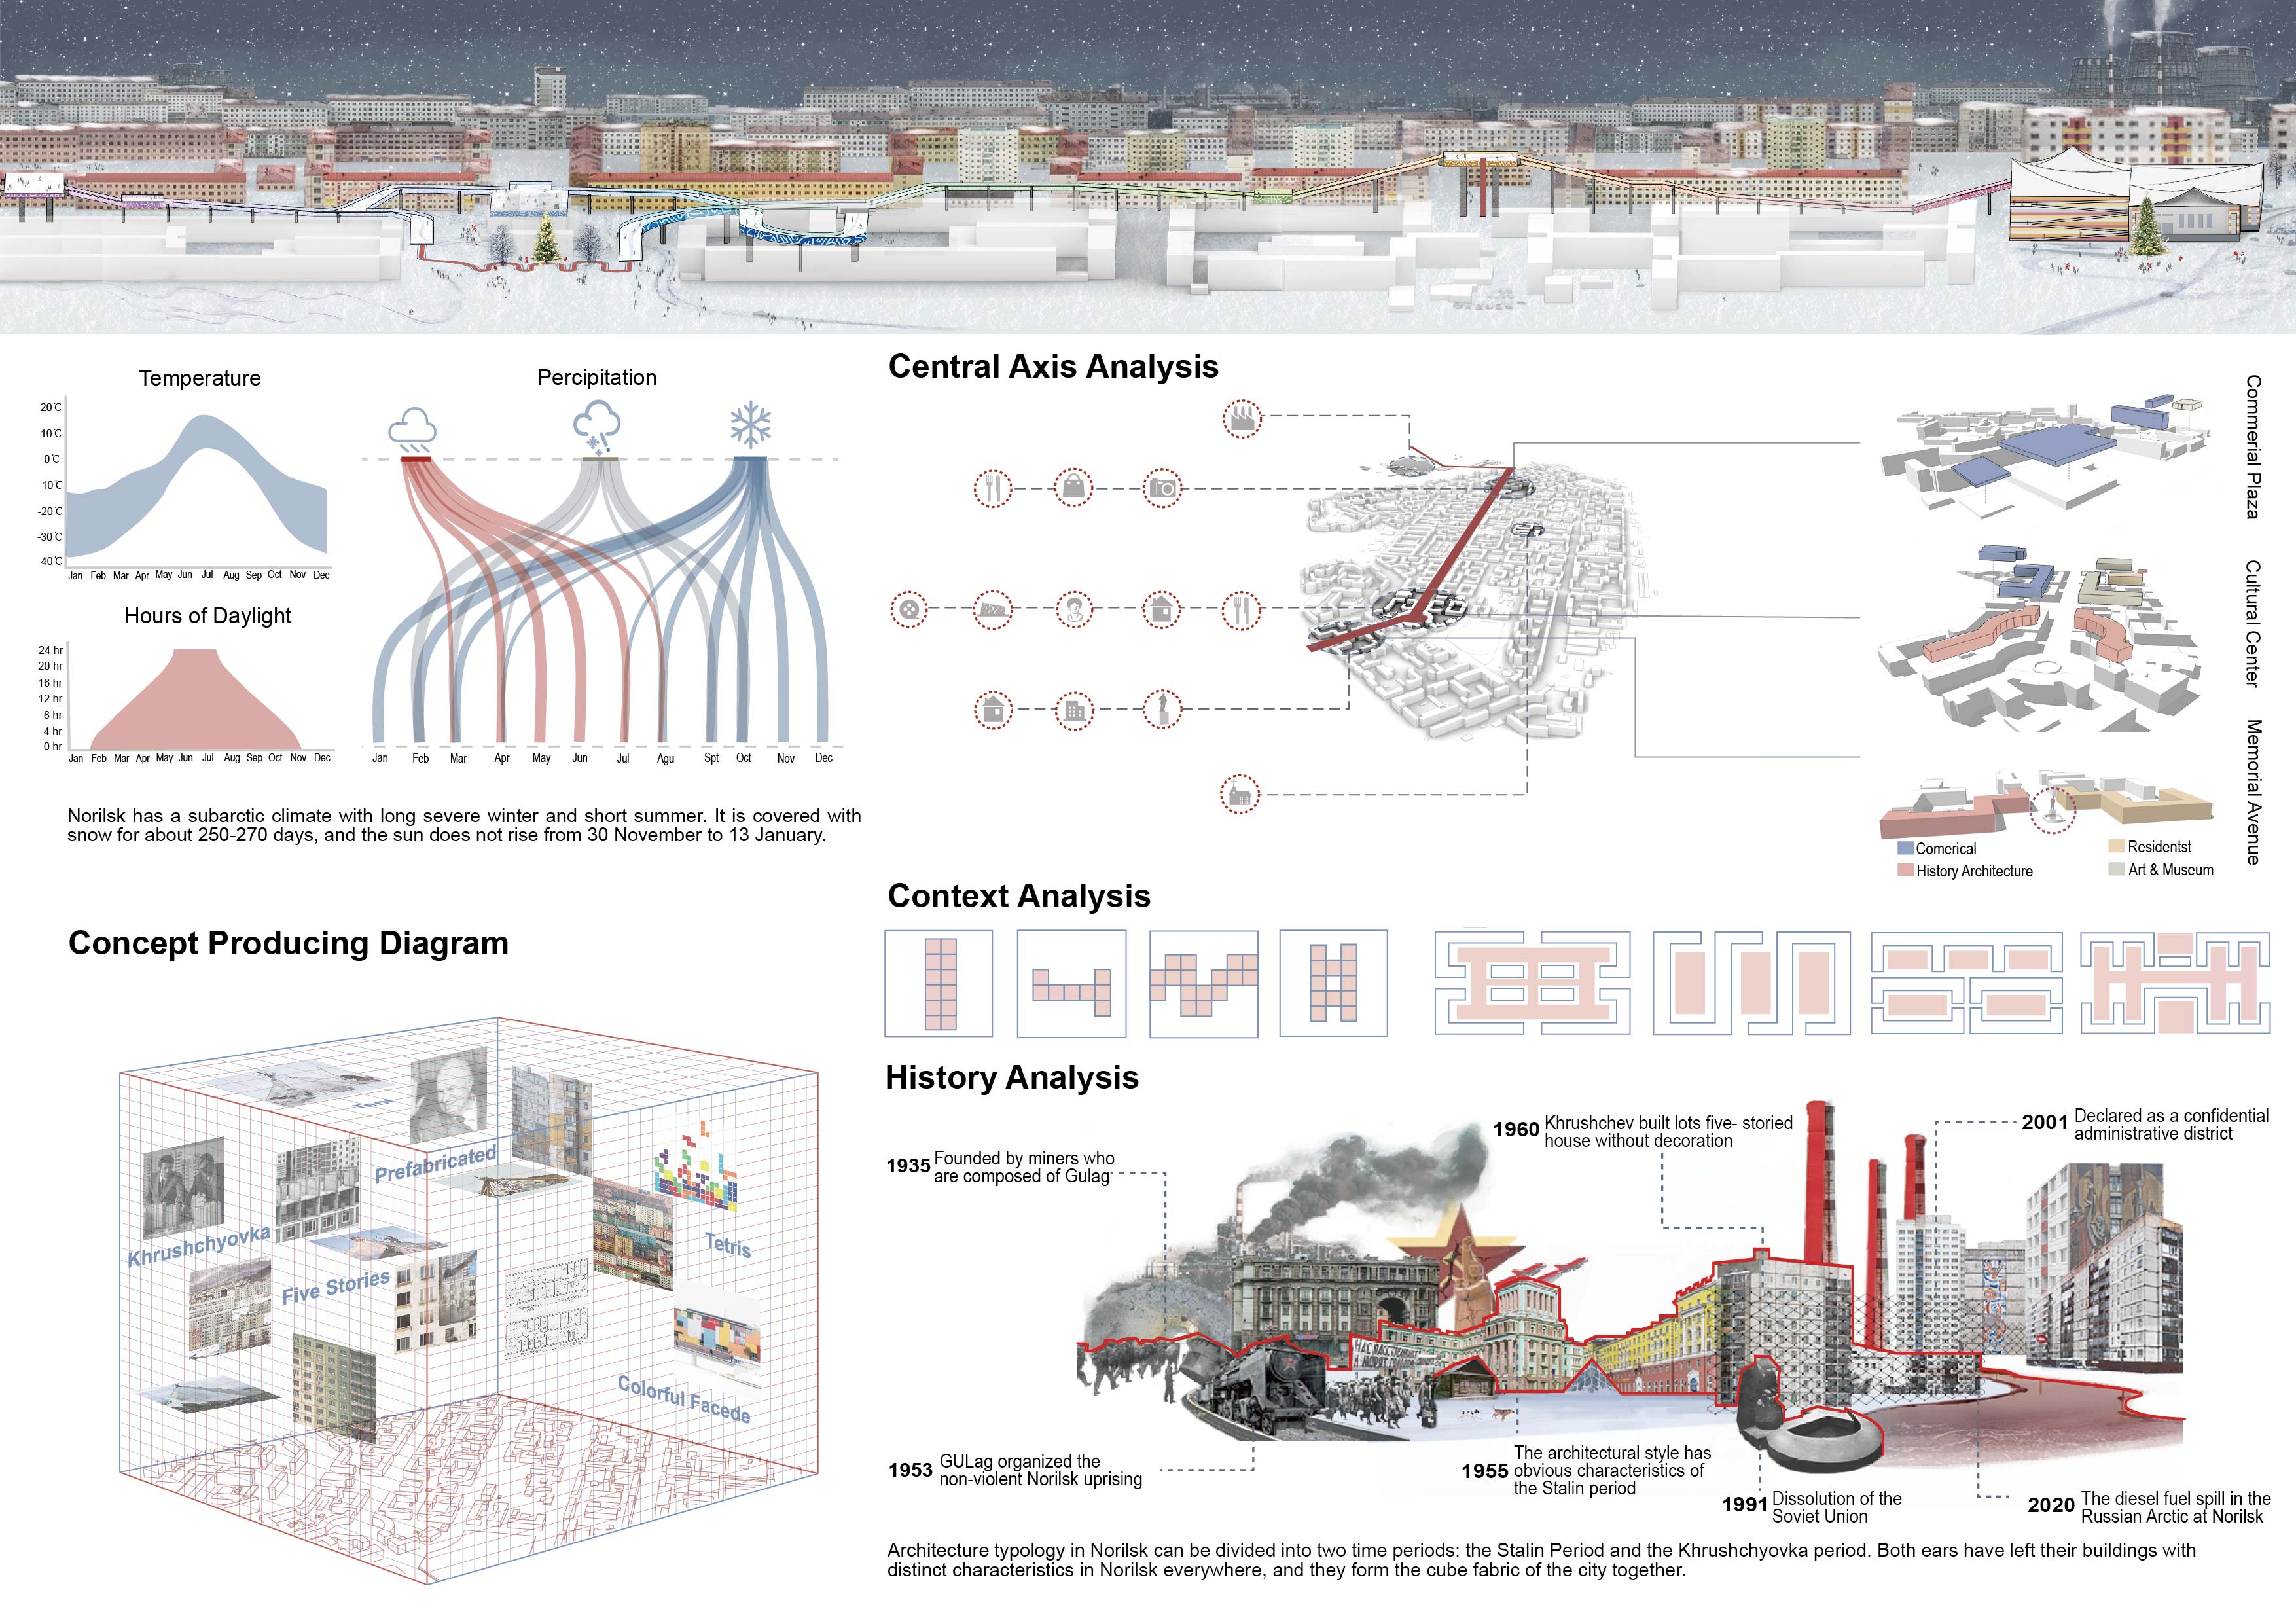 Temperature
20℃
10℃
0℃
-10℃
-20℃
-30℃
-40℃
Jan Feb Mar Apr May Jun Jul Aug Sep Oct Nov Dec
Hours of Daylight
24 hr
20 hr
16 hr
12 hr
8 hr
4 hr
0 hr
Jan Feb Mar Apr May Jun Jul Aug Sep Oct Nov Dec
Percipitation
Jan Feb Mar Apr May Jun Jul Agu Spt Oct Nov Dec
Norilsk has a subarctic climate with long severe winter and short summer. It is covered with
snow for about 250-270 days, and the sun does not rise from 30 November to 13 January.
Central Axis Analysis
Commerial Plaza
Cultural Center
Memorial Avenue
Comerical
Residentst
History Architecture
Art & Museum
Concept Producing Diagram
Tent
Prefabricated
Khrushchyovka
Five Stories
Tetris
Colorful Facede
Context Analysis
History Analysis
1935 Founded by miners who
are composed of Gulag
1960 Khrushchev built lots five- storied
house without decoration
2001 Declared as a confidential
administrative district
1953 GULag organized the
non-violent Norilsk uprising
1955 The architectural style has
obvious characteristics of
the Stalin period
1991 Dissolution of the
Soviet Union
2020 The diesel fuel spill in the
Russian Arctic at Norilsk
Architecture typology in Norilsk can be divided into two time periods: the Stalin Period and the Khrushchyovka period. Both ears have left their buildings with
distinct characteristics in Norilsk everywhere, and they form the cube fabric of the city together.